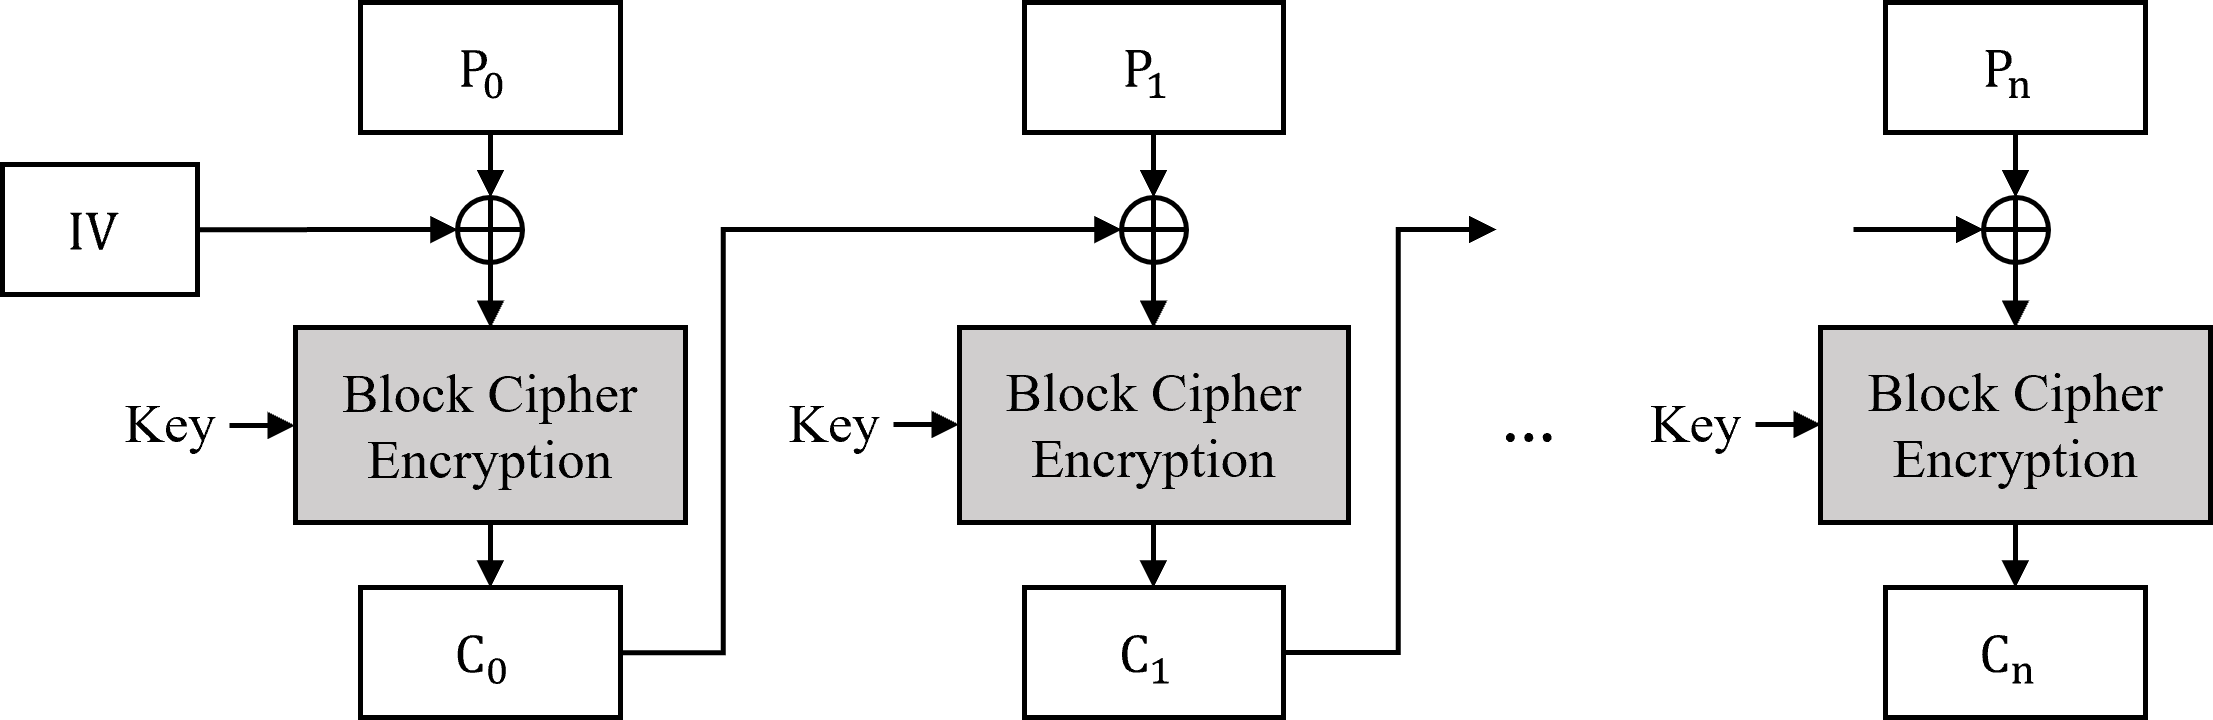 P₀
P₁
Pₙ
IV
Key
Block Cipher
Encryption
Key
Block Cipher
Encryption
...
Key
Block Cipher
Encryption
C₀
C₁
Cₙ